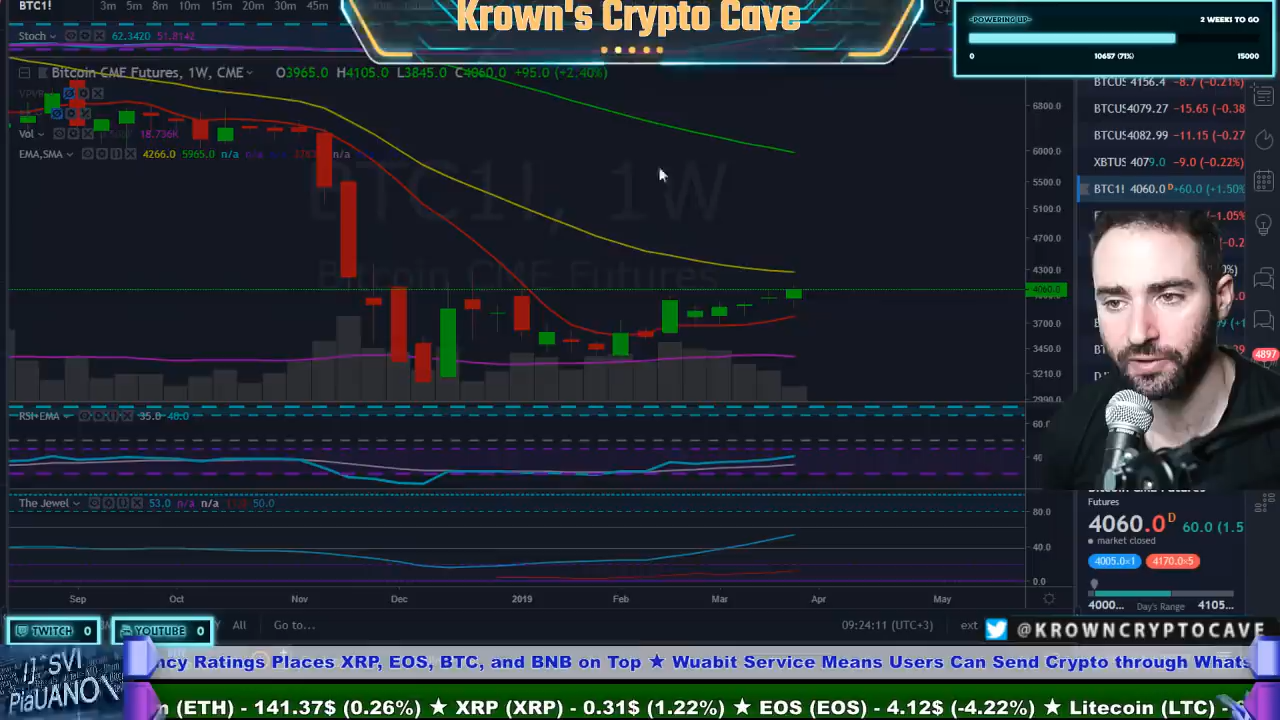 BTC1!
3m 5m 8m 10m 15m 20m 30m 45m
Krown's Crypto Cave
-POWERING UP-
2 WEEKI TO GO
0
10657 (71%)
15000
Stoch
62.3420 51.8142
Bitcoin CME Futures, 1W, CME
O3965.0 H4105.0 L3845.0 C4060.0 +95.0 (+2.40%)
VPVR
Vol
18.736K
EMA,SMA
4266.0 5965.0 n/a n/a
BTC1!, 1W
Bitcoin CME Futures
6800.0
6000.0
5500.0
5100.0
4700.0
4300.0
4060.0
3700.0
3450.0
3210.0
2990.0
BTCUS 4156.4 -8.7 (-0.21%)
BTCUS 4079.27 -15.65 (-0.38
BTCUS 4082.99 -11.15 (-0.27
XBTUS 4079.0 -9.0 (-0.22%)
BTC1! 4060.0 D +60.0 (+1.50%)
-1.05%)
4897
RSI+EMA
35.0 40.0
60.0
40
The Jewel
53.0 n/a n/a
50.0
80.0
40.0
0.0
Futures
4060.0 D 60.0 (1.5
market closed
4005.0×1 4170.0×5
4000... Day's Range 4105...
Sep Oct Nov Dec 2019 Feb Mar Apr May
All Go to...
09:24:11 (UTC+3)
ext
TWITCH 0
YOUTUBE 0
@KROWNCRYPTOCAVE
ncy Ratings Places XRP, EOS, BTC, and BNB on Top ★ Wuabit Service Means Users Can Send Crypto through Whats
(ETH) - 141.37$ (0.26%) ★ XRP (XRP) - 0.31$ (1.22%) ★ EOS (EOS) - 4.12$ (-4.22%) ★ Litecoin (LTC) -